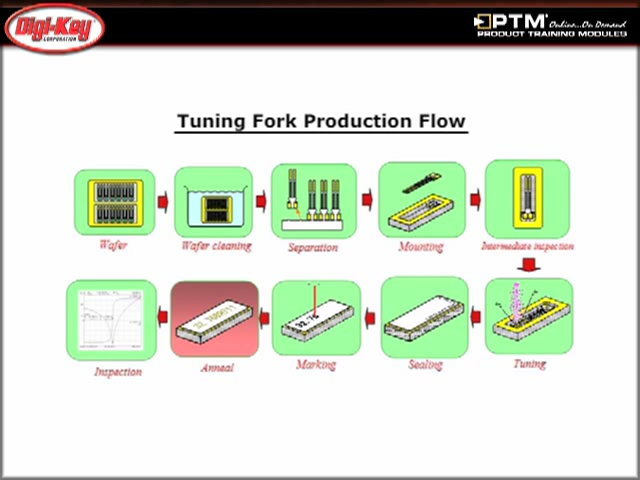 Digi-Key
CORPORATION
PTM
Online...On Demand
PRODUCT TRAINING MODULES
Tuning Fork Production Flow
Wafer
Wafer cleaning
Separation
Mounting
Intermediate inspection
Inspection
Anneal
Marking
Sealing
Tuning